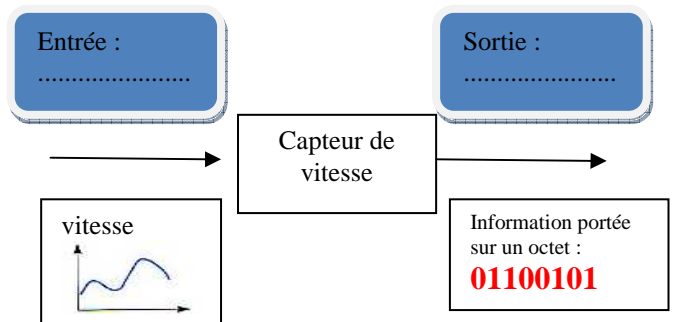 Entrée :
.......................
Sortie :
.......................
Capteur de
vitesse
vitesse
Information portée
sur un octet :
01100101